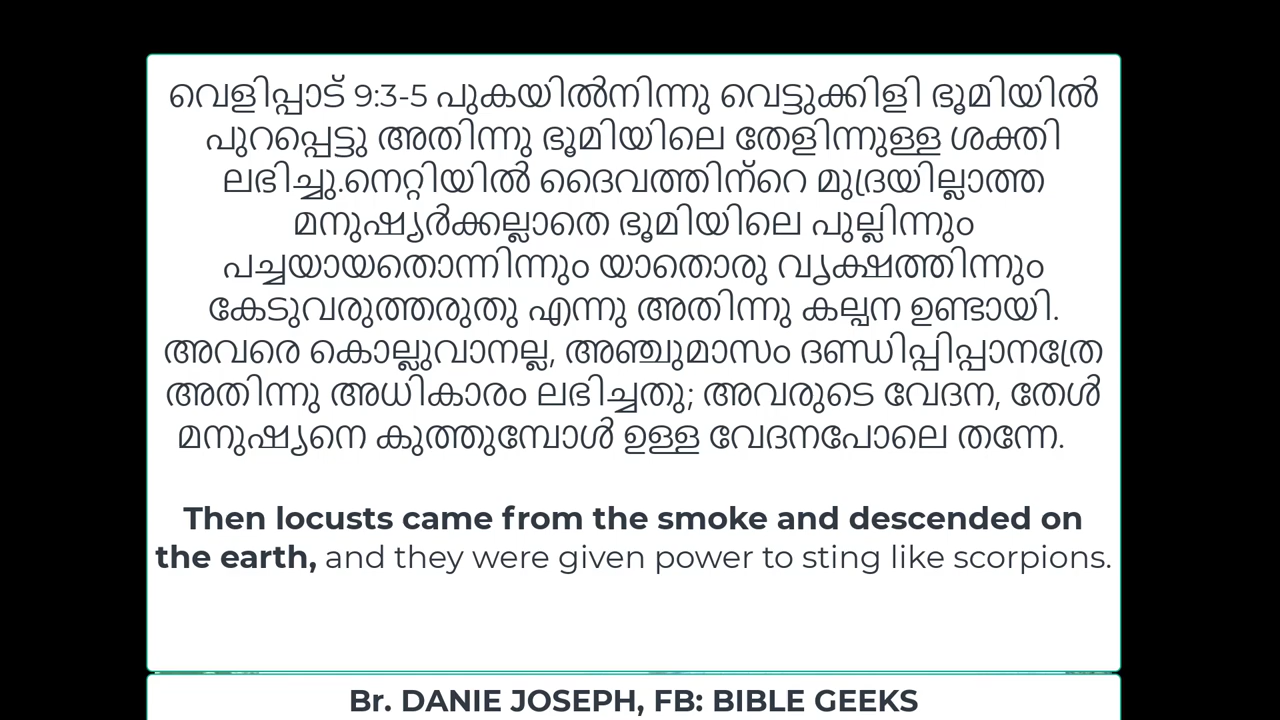 വെളിപ്പാട് 9:3-5 പുകയിൽനിന്നു വെട്ടുക്കിളി ഭൂമിയിൽ
പുറപ്പെട്ടു അതിന്നു ഭൂമിയിലെ തേളിന്നുള്ള ശക്തി
ലഭിച്ചു.നെറ്റിയിൽ ദൈവത്തിന്റെ മുദ്രയില്ലാത്ത
മനുഷ്യർക്കല്ലാതെ ഭൂമിയിലെ പുല്ലിന്നും
പച്ചയായതൊന്നിന്നും യാതൊരു വൃക്ഷത്തിന്നും
കേടുവരുത്തരുതു എന്നു അതിന്നു കല്പന ഉണ്ടായി.
അവരെ കൊല്ലുവാനല്ല, അഞ്ചുമാസം ദണ്ഡിപ്പിപ്പാനത്രേ
അതിന്നു അധികാരം ലഭിച്ചതു; അവരുടെ വേദന, തേൾ
മനുഷ്യനെ കുത്തുമ്പോൾ ഉള്ള വേദനപോലെ തന്നേ.
Then locusts came from the smoke and descended on
the earth, and they were given power to sting like scorpions.
Br. DANIE JOSEPH, FB: BIBLE GEEKS